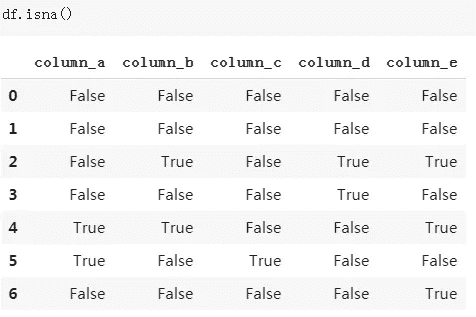 df.isna()
column_a column_b column_c column_d column_e
0 False False False False False
1 False False False False False
2 False True False True True
3 False False False True False
4 True True False False True
5 True False True False False
6 False False False False True